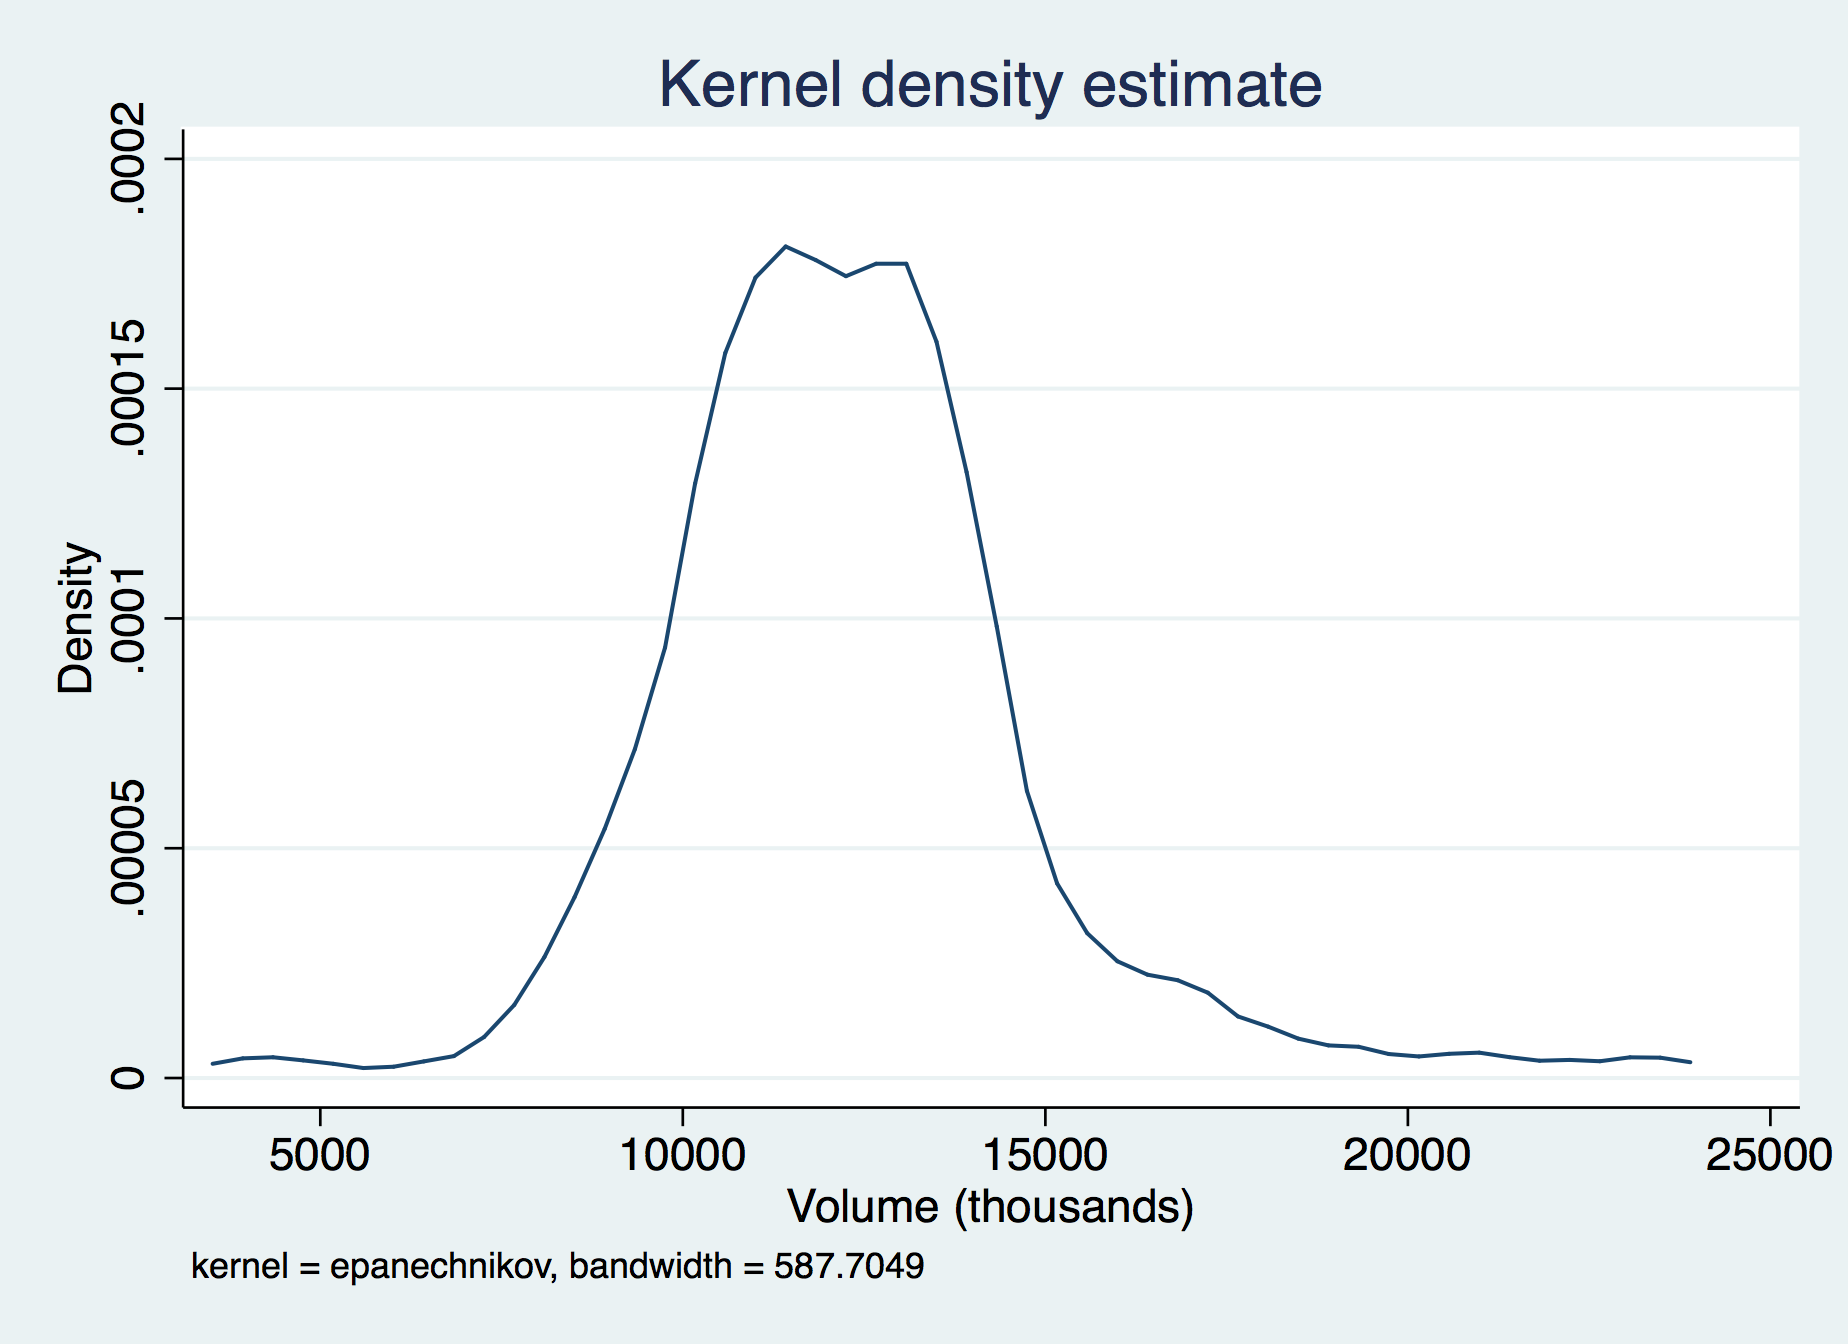 Kernel density estimate
.0002
.00015
.0001
.00005
0
Density
5000 10000 15000 20000 25000
Volume (thousands)
kernel = epanechnikov, bandwidth = 587.7049